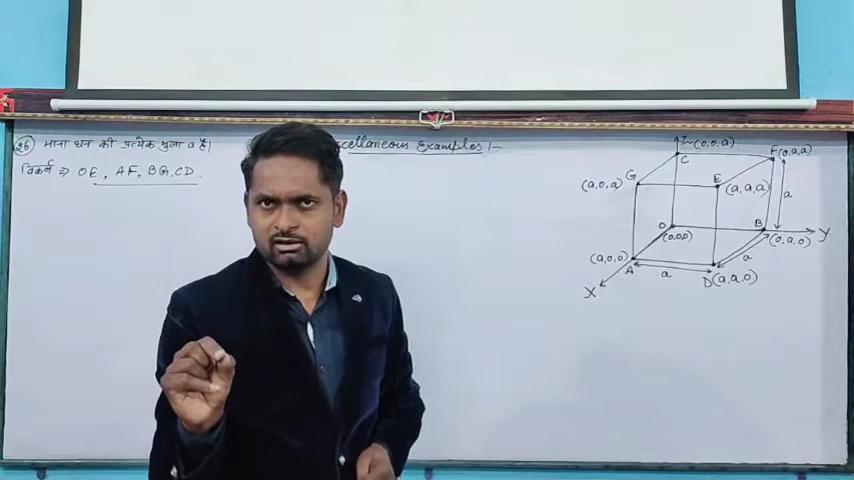 26 माना घन की प्रत्येक भुजा a है।
Miscellaneous Examples :-
विकर्ण ⇒ OE, AF, BG, CD.
Z
(0,0,a)
C
F(0,a,a)
G
(a,0,a)
E
(a,a,a)
a
O
(0,0,0)
B
Y
(0,a,0)
(a,0,0)
A
a
a
D(a,a,0)
X